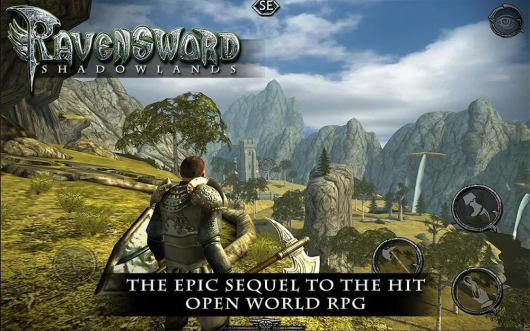 SE
RAVENSWORD
SHADOWLANDS
THE EPIC SEQUEL TO THE HIT
OPEN WORLD RPG